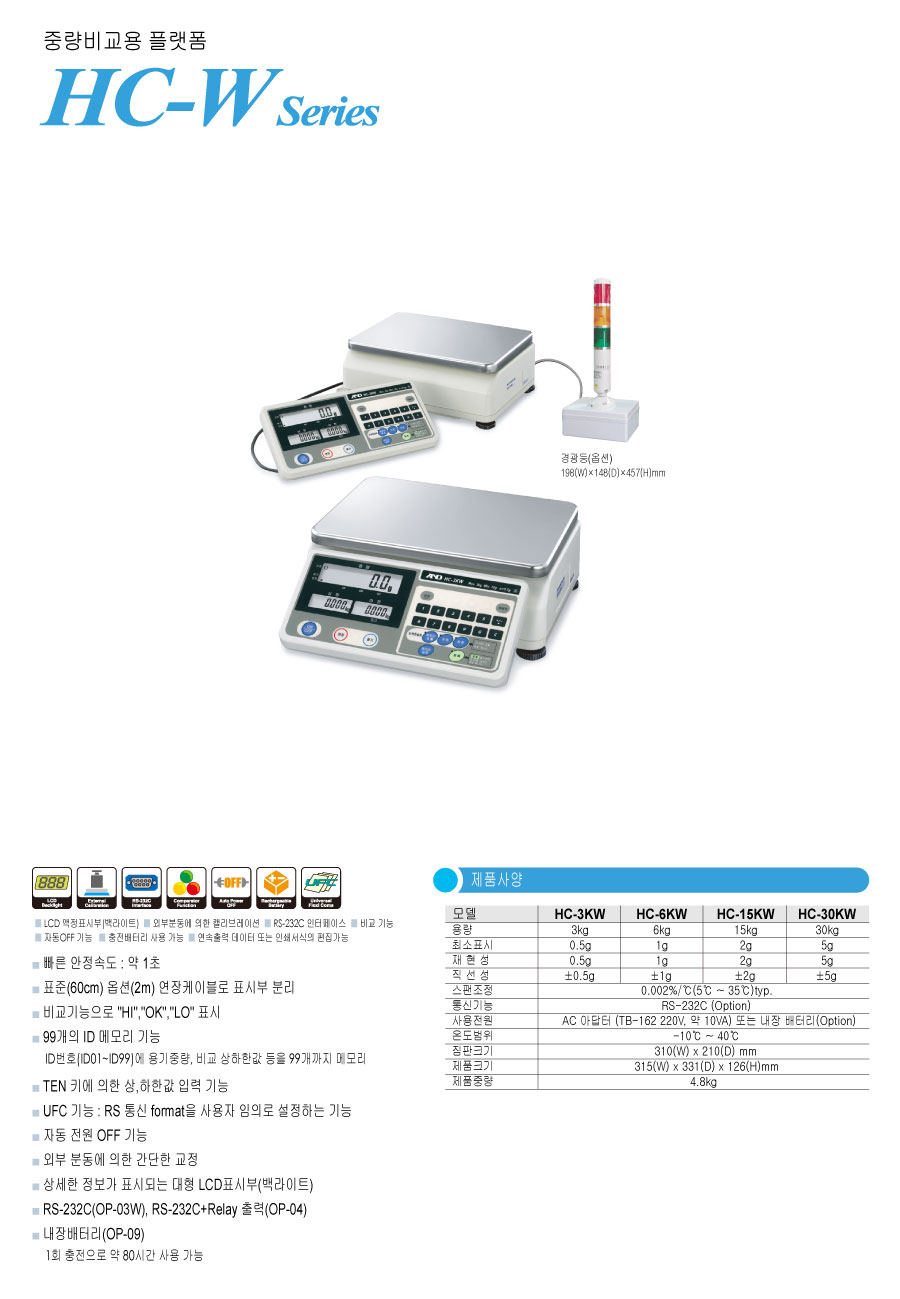 중량비교용 플랫폼
HC-W Series
경광등(옵션)
198(W)×148(D)×457(H)mm
AND HC-3KW
0.0g
LCD Backlight
External Calibration
RS-232C Interface
Comparator Function
Auto Power OFF
Rechargeable Battery
Universal Flexi Coms
■ LCD 액정표시부(백라이트) ■ 외부분동에 의한 캘리브레이션 ■ RS-232C 인터페이스 ■ 비교 기능
■ 자동OFF 기능 ■ 충전배터리 사용 가능 ■ 연속출력 데이터 또는 인쇄서식의 편집가능
■ 빠른 안정속도 : 약 1초
■ 표준(60cm) 옵션(2m) 연장케이블로 표시부 분리
■ 비교기능으로 "HI","OK","LO" 표시
■ 99개의 ID 메모리 기능
ID번호(ID01~ID99)에 용기중량, 비교 상하한값 등을 99개까지 메모리
■ TEN 키에 의한 상,하한값 입력 기능
■ UFC 기능 : RS 통신 format을 사용자 임의로 설정하는 기능
■ 자동 전원 OFF 기능
■ 외부 분동에 의한 간단한 교정
■ 상세한 정보가 표시되는 대형 LCD표시부(백라이트)
■ RS-232C(OP-03W), RS-232C+Relay 출력(OP-04)
■ 내장배터리(OP-09)
1회 충전으로 약 80시간 사용 가능
제품사양
모델 HC-3KW HC-6KW HC-15KW HC-30KW
용량 3kg 6kg 15kg 30kg
최소표시 0.5g 1g 2g 5g
재 현 성 0.5g 1g 2g 5g
직 선 성 ±0.5g ±1g ±2g ±5g
스팬조정 0.002%/℃(5℃ ~ 35℃)typ.
통신기능 RS-232C (Option)
사용전원 AC 아답터 (TB-162 220V, 약 10VA) 또는 내장 배터리(Option)
온도범위 -10℃ ~ 40℃
짐판크기 310(W) x 210(D) mm
제품크기 315(W) x 331(D) x 126(H)mm
제품중량 4.8kg